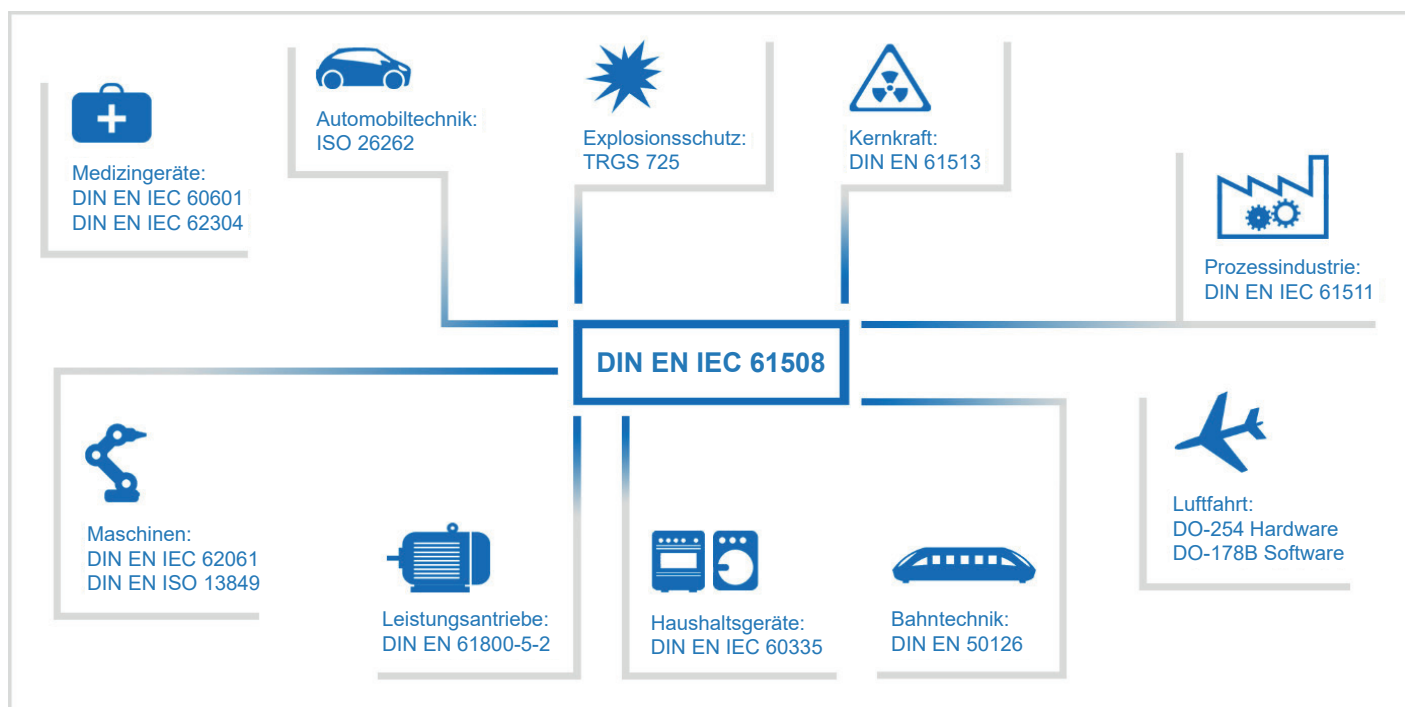 Medizingeräte:
DIN EN IEC 60601
DIN EN IEC 62304
Automobiltechnik:
ISO 26262
Explosionsschutz:
TRGS 725
Kernkraft:
DIN EN 61513
Prozessindustrie:
DIN EN IEC 61511
DIN EN IEC 61508
Maschinen:
DIN EN IEC 62061
DIN EN ISO 13849
Leistungsantriebe:
DIN EN 61800-5-2
Haushaltsgeräte:
DIN EN IEC 60335
Bahntechnik:
DIN EN 50126
Luftfahrt:
DO-254 Hardware
DO-178B Software